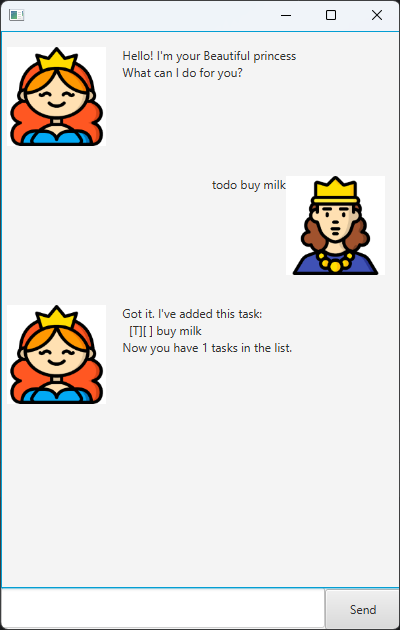 Hello! I'm your Beautiful princess
What can I do for you?
todo buy milk
Got it. I've added this task:
[T][ ] buy milk
Now you have 1 tasks in the list.
Send